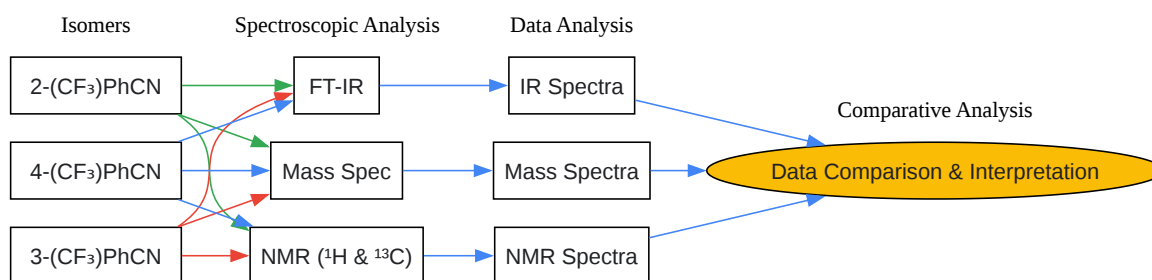 Isomers
Spectroscopic Analysis
Data Analysis
2-(CF₃)PhCN
FT-IR
IR Spectra
Comparative Analysis
4-(CF₃)PhCN
Mass Spec
Mass Spectra
Data Comparison & Interpretation
3-(CF₃)PhCN
NMR (¹H & ¹³C)
NMR Spectra